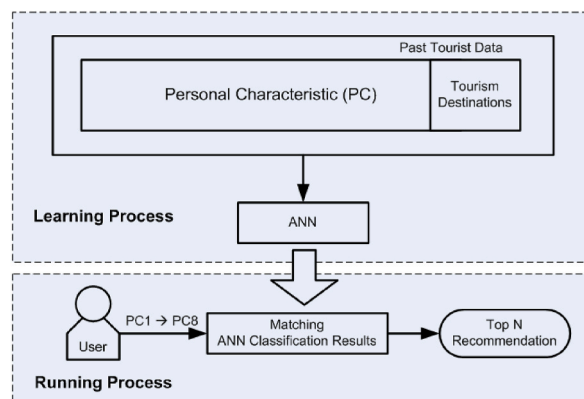 Past Tourist Data
Personal Characteristic (PC)
Tourism
Destinations
ANN
Learning Process
PC1 → PC8
User
Matching
ANN Classification Results
Top N
Recommendation
Running Process